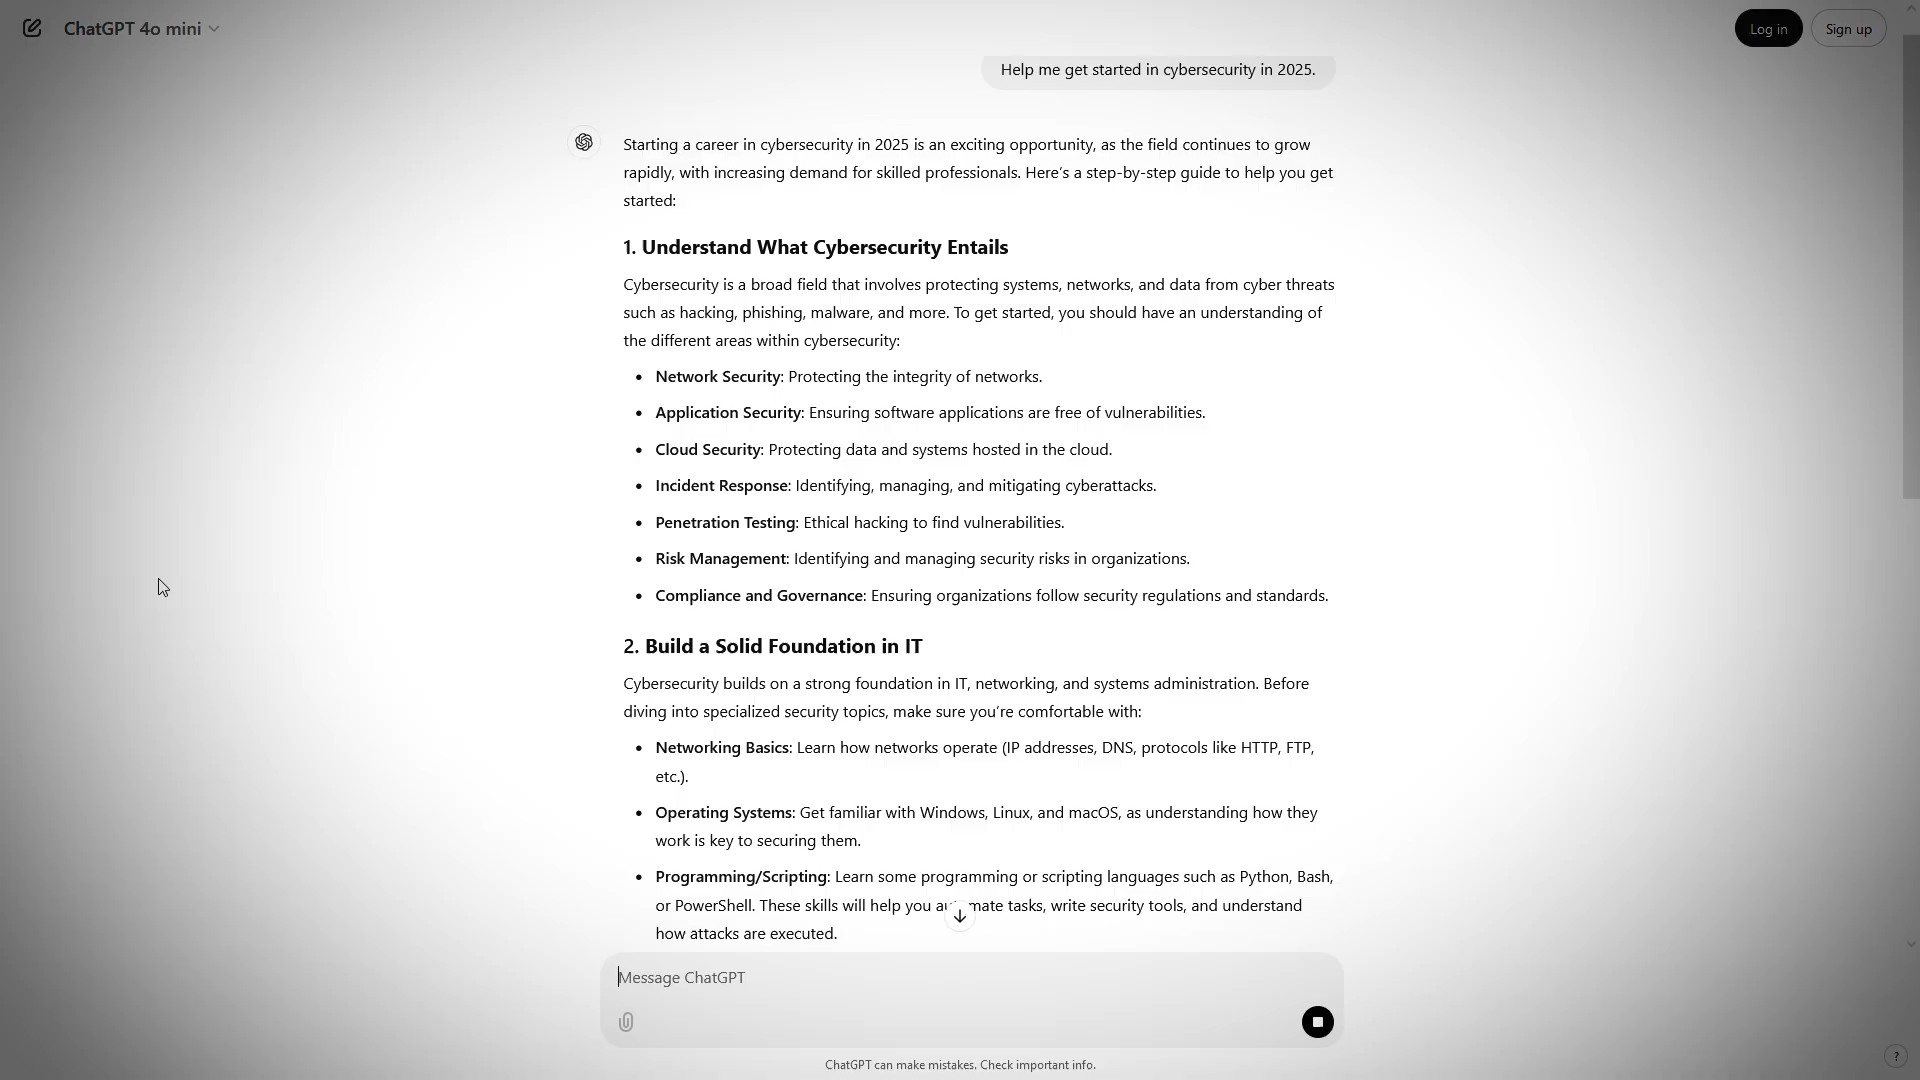 ChatGPT 4o mini
Log in
Sign up
Help me get started in cybersecurity in 2025.
Starting a career in cybersecurity in 2025 is an exciting opportunity, as the field continues to grow
rapidly, with increasing demand for skilled professionals. Here's a step-by-step guide to help you get
started:
1. Understand What Cybersecurity Entails
Cybersecurity is a broad field that involves protecting systems, networks, and data from cyber threats
such as hacking, phishing, malware, and more. To get started, you should have an understanding of
the different areas within cybersecurity:
• Network Security: Protecting the integrity of networks.
• Application Security: Ensuring software applications are free of vulnerabilities.
• Cloud Security: Protecting data and systems hosted in the cloud.
• Incident Response: Identifying, managing, and mitigating cyberattacks.
• Penetration Testing: Ethical hacking to find vulnerabilities.
• Risk Management: Identifying and managing security risks in organizations.
• Compliance and Governance: Ensuring organizations follow security regulations and standards.
2. Build a Solid Foundation in IT
Cybersecurity builds on a strong foundation in IT, networking, and systems administration. Before
diving into specialized security topics, make sure you're comfortable with:
• Networking Basics: Learn how networks operate (IP addresses, DNS, protocols like HTTP, FTP,
etc.).
• Operating Systems: Get familiar with Windows, Linux, and macOS, as understanding how they
work is key to securing them.
• Programming/Scripting: Learn some programming or scripting languages such as Python, Bash,
or PowerShell. These skills will help you automate tasks, write security tools, and understand
how attacks are executed.
Message ChatGPT
ChatGPT can make mistakes. Check important info.
?